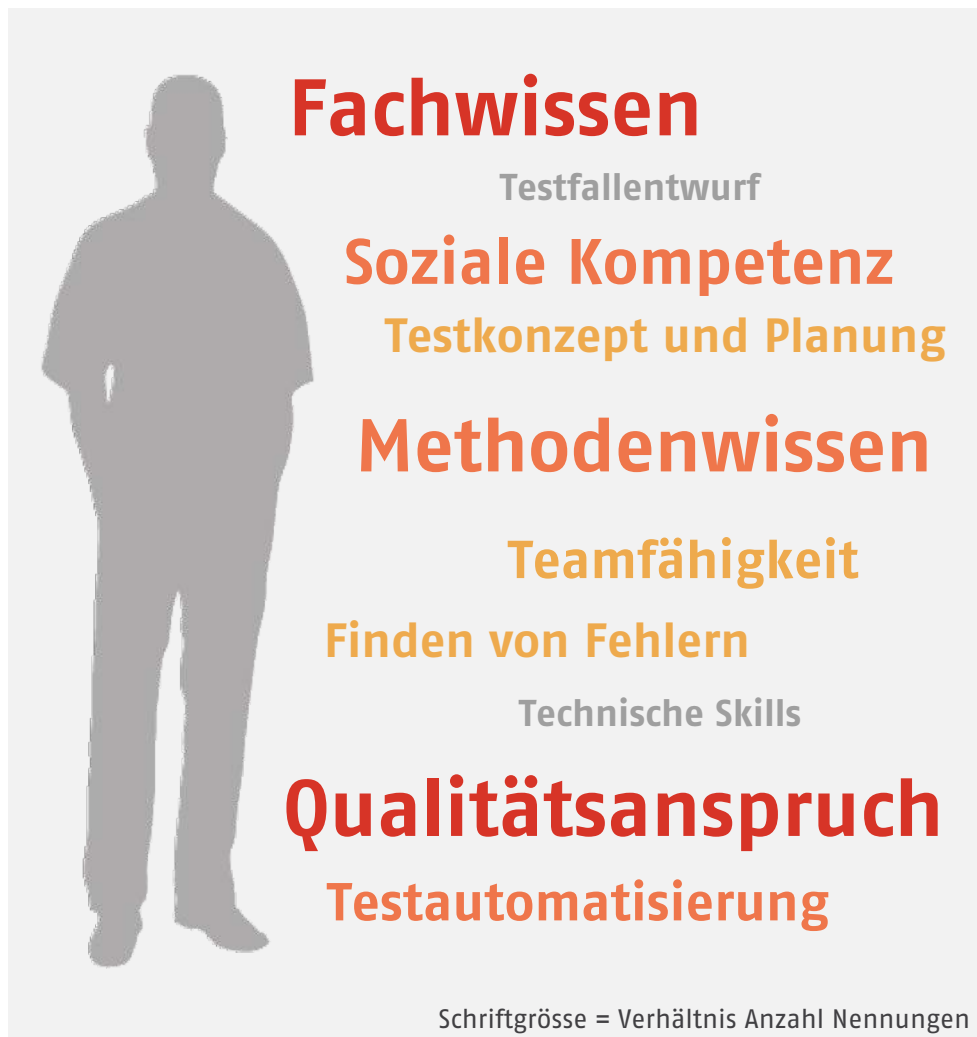 Fachwissen
Testfallentwurf
Soziale Kompetenz
Testkonzept und Planung
Methodenwissen
Teamfähigkeit
Finden von Fehlern
Technische Skills
Qualitätsanspruch
Testautomatisierung
Schriftgrösse = Verhältnis Anzahl Nennungen